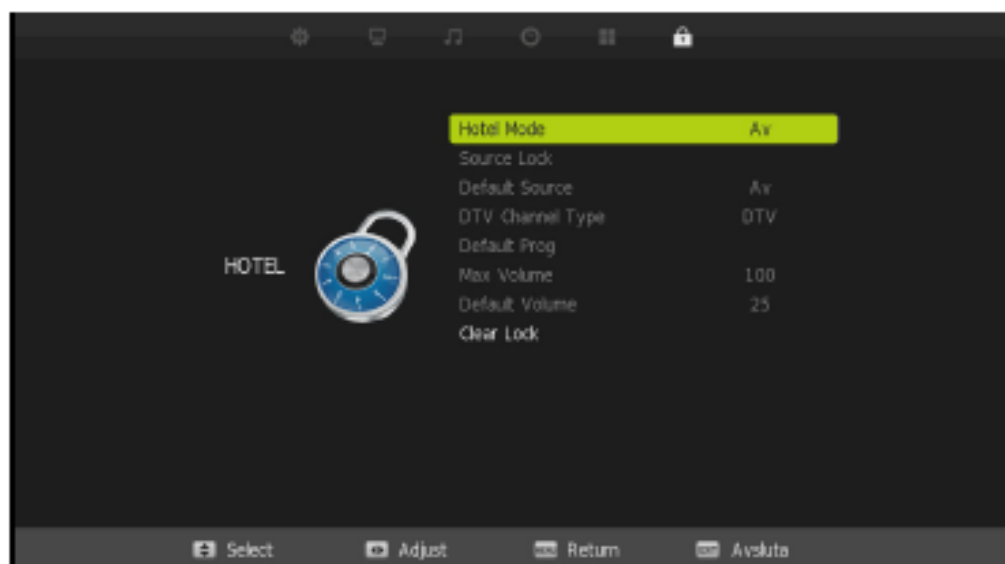 Hotel Mode Av
Source Lock
Default Source Av
DTV Channel Type DTV
Default Prog
HOTEL
Max Volume 100
Default Volume 25
Clear Lock
Select Adjust Return Avsluta